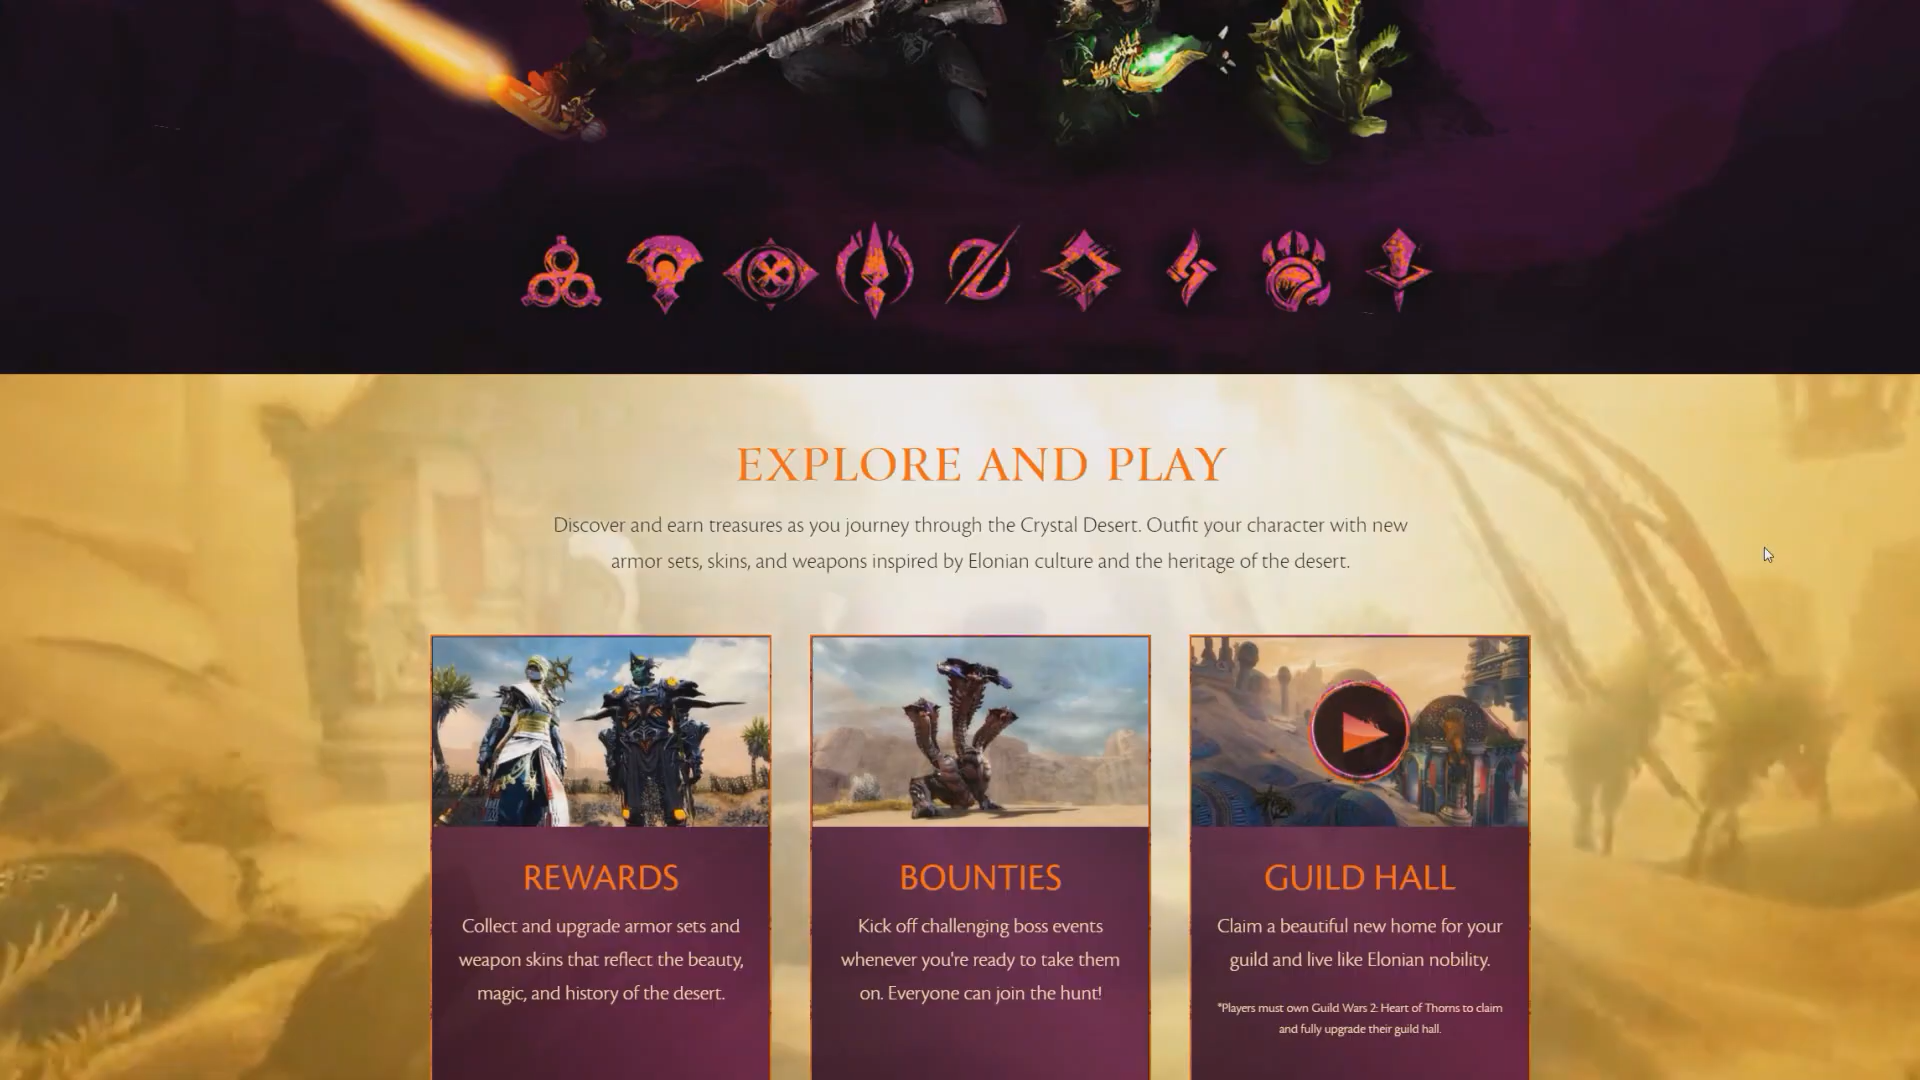 EXPLORE AND PLAY
Discover and earn treasures as you journey through the Crystal Desert. Outfit your character with new
armor sets, skins, and weapons inspired by Elonian culture and the heritage of the desert.
REWARDS
Collect and upgrade armor sets and
weapon skins that reflect the beauty,
magic, and history of the desert.
BOUNTIES
Kick off challenging boss events
whenever you're ready to take them
on. Everyone can join the hunt!
GUILD HALL
Claim a beautiful new home for your
guild and live like Elonian nobility.
*Players must own Guild Wars 2: Heart of Thorns to claim
and fully upgrade their guild hall.